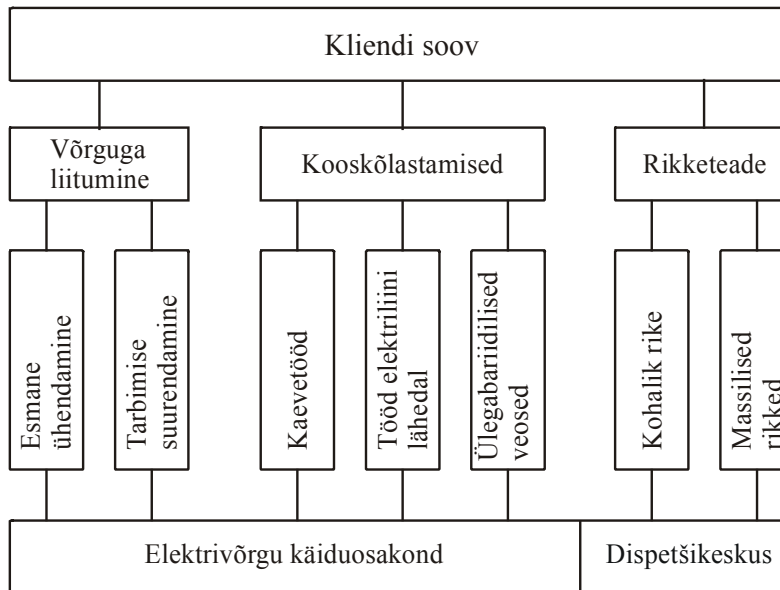 Kliendi soov
Võrguga
liitumine
Kooskõlastamised
Rikketeade
Esmane
ühendamine
Tarbimise
suurendamine
Kaevetööd
Tööd elektriliini
lähedal
Ülegabariidilised
veosed
Kohalik rike
Massilised
rikked
Elektrivõrgu käiduosakond
Dispetšikeskus